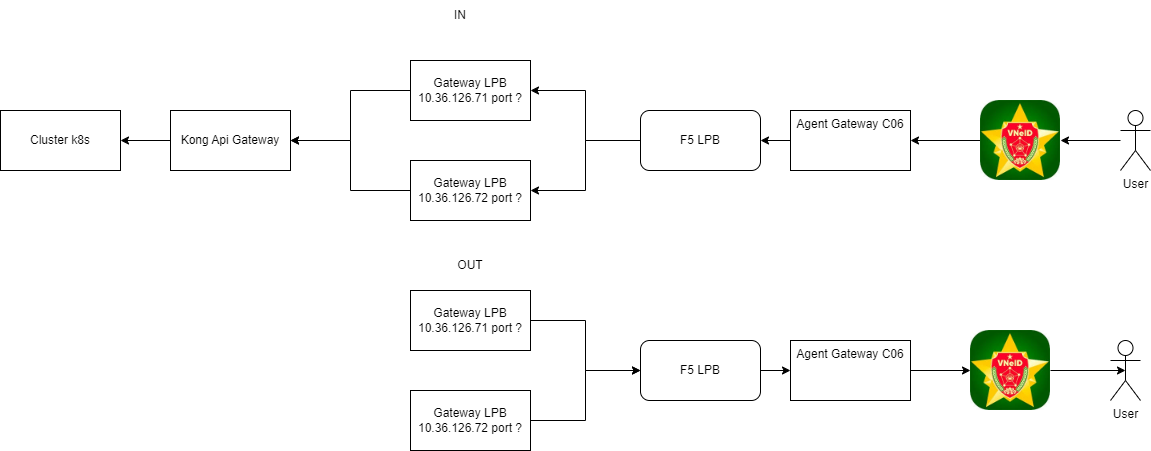 IN
Gateway LPB
10.36.126.71 port ?
Cluster k8s
Kong Api Gateway
F5 LPB
Agent Gateway C06
VNeID
Gateway LPB
10.36.126.72 port ?
User
OUT
Gateway LPB
10.36.126.71 port ?
F5 LPB
Agent Gateway C06
VNeID
Gateway LPB
10.36.126.72 port ?
User